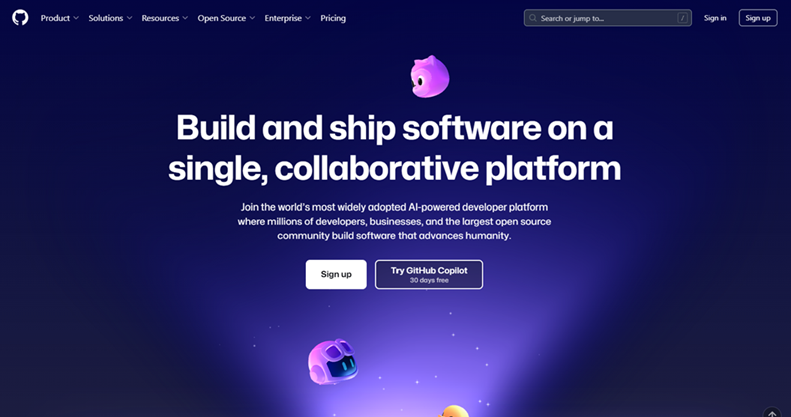 Product Solutions Resources Open Source Enterprise Pricing Search or jump to... / Sign in Sign up
Build and ship software on a
single, collaborative platform
Join the world's most widely adopted AI-powered developer platform
where millions of developers, businesses, and the largest open source
community build software that advances humanity.
Sign up Try GitHub Copilot
30 days free